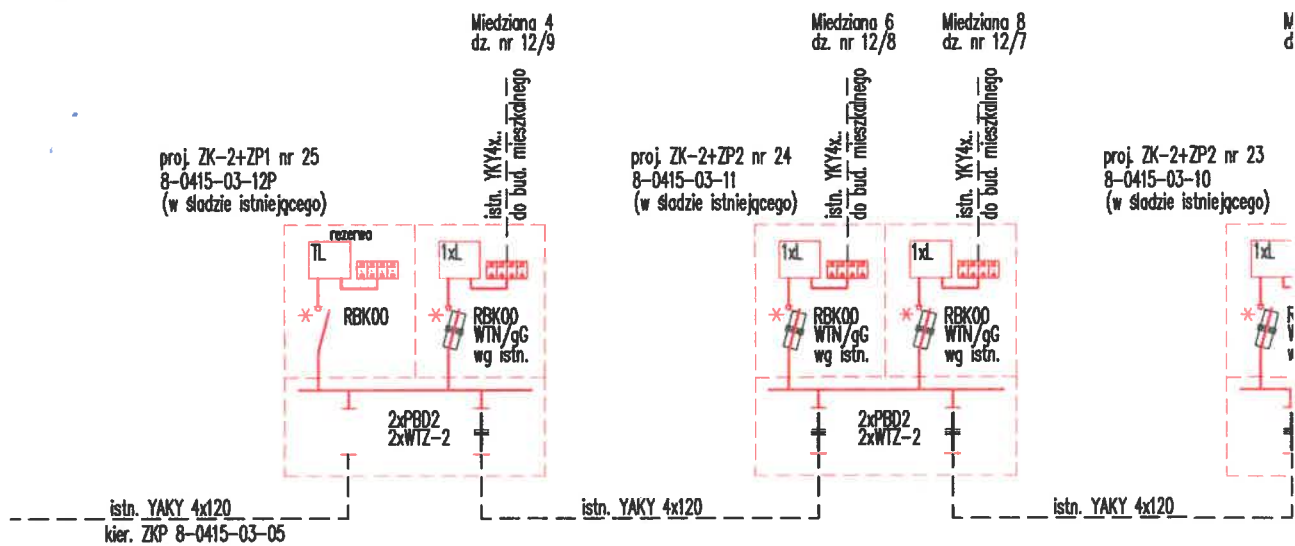 Miedziana 4
dz. nr 12/9
istn. YKY4x..
do bud. mieszkalnego
proj. ZK-2+ZP1 nr 25
8-0415-03-12P
(w śladzie istniejącego)
rezerwa
TL
1xL
RBK00
RBK00
WTN/gG
wg istn.
2xPBD2
2xWTZ-2
istn. YAKY 4x120
kier. ZKP 8-0415-03-05
Miedziana 6
dz. nr 12/8
Miedziana 8
dz. nr 12/7
istn. YKY4x..
do bud. mieszkalnego
istn. YKY4x..
do bud. mieszkalnego
proj. ZK-2+ZP2 nr 24
8-0415-03-11
(w śladzie istniejącego)
1xL
1xL
RBK00
WTN/gG
wg istn.
RBK00
WTN/gG
wg istn.
2xPBD2
2xWTZ-2
istn. YAKY 4x120
M
d
proj. ZK-2+ZP2 nr 23
8-0415-03-10
(w śladzie istniejącego)
1xL
istn. YAKY 4x120